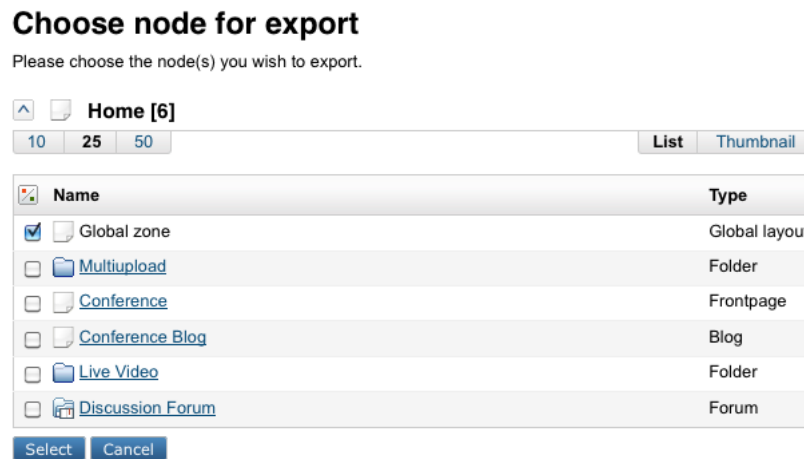 Choose node for export
Please choose the node(s) you wish to export.
Home [6]
10 25 50 List Thumbnail
Name Type
Global zone Global layou
Multiupload Folder
Conference Frontpage
Conference Blog Blog
Live Video Folder
Discussion Forum Forum
Select Cancel